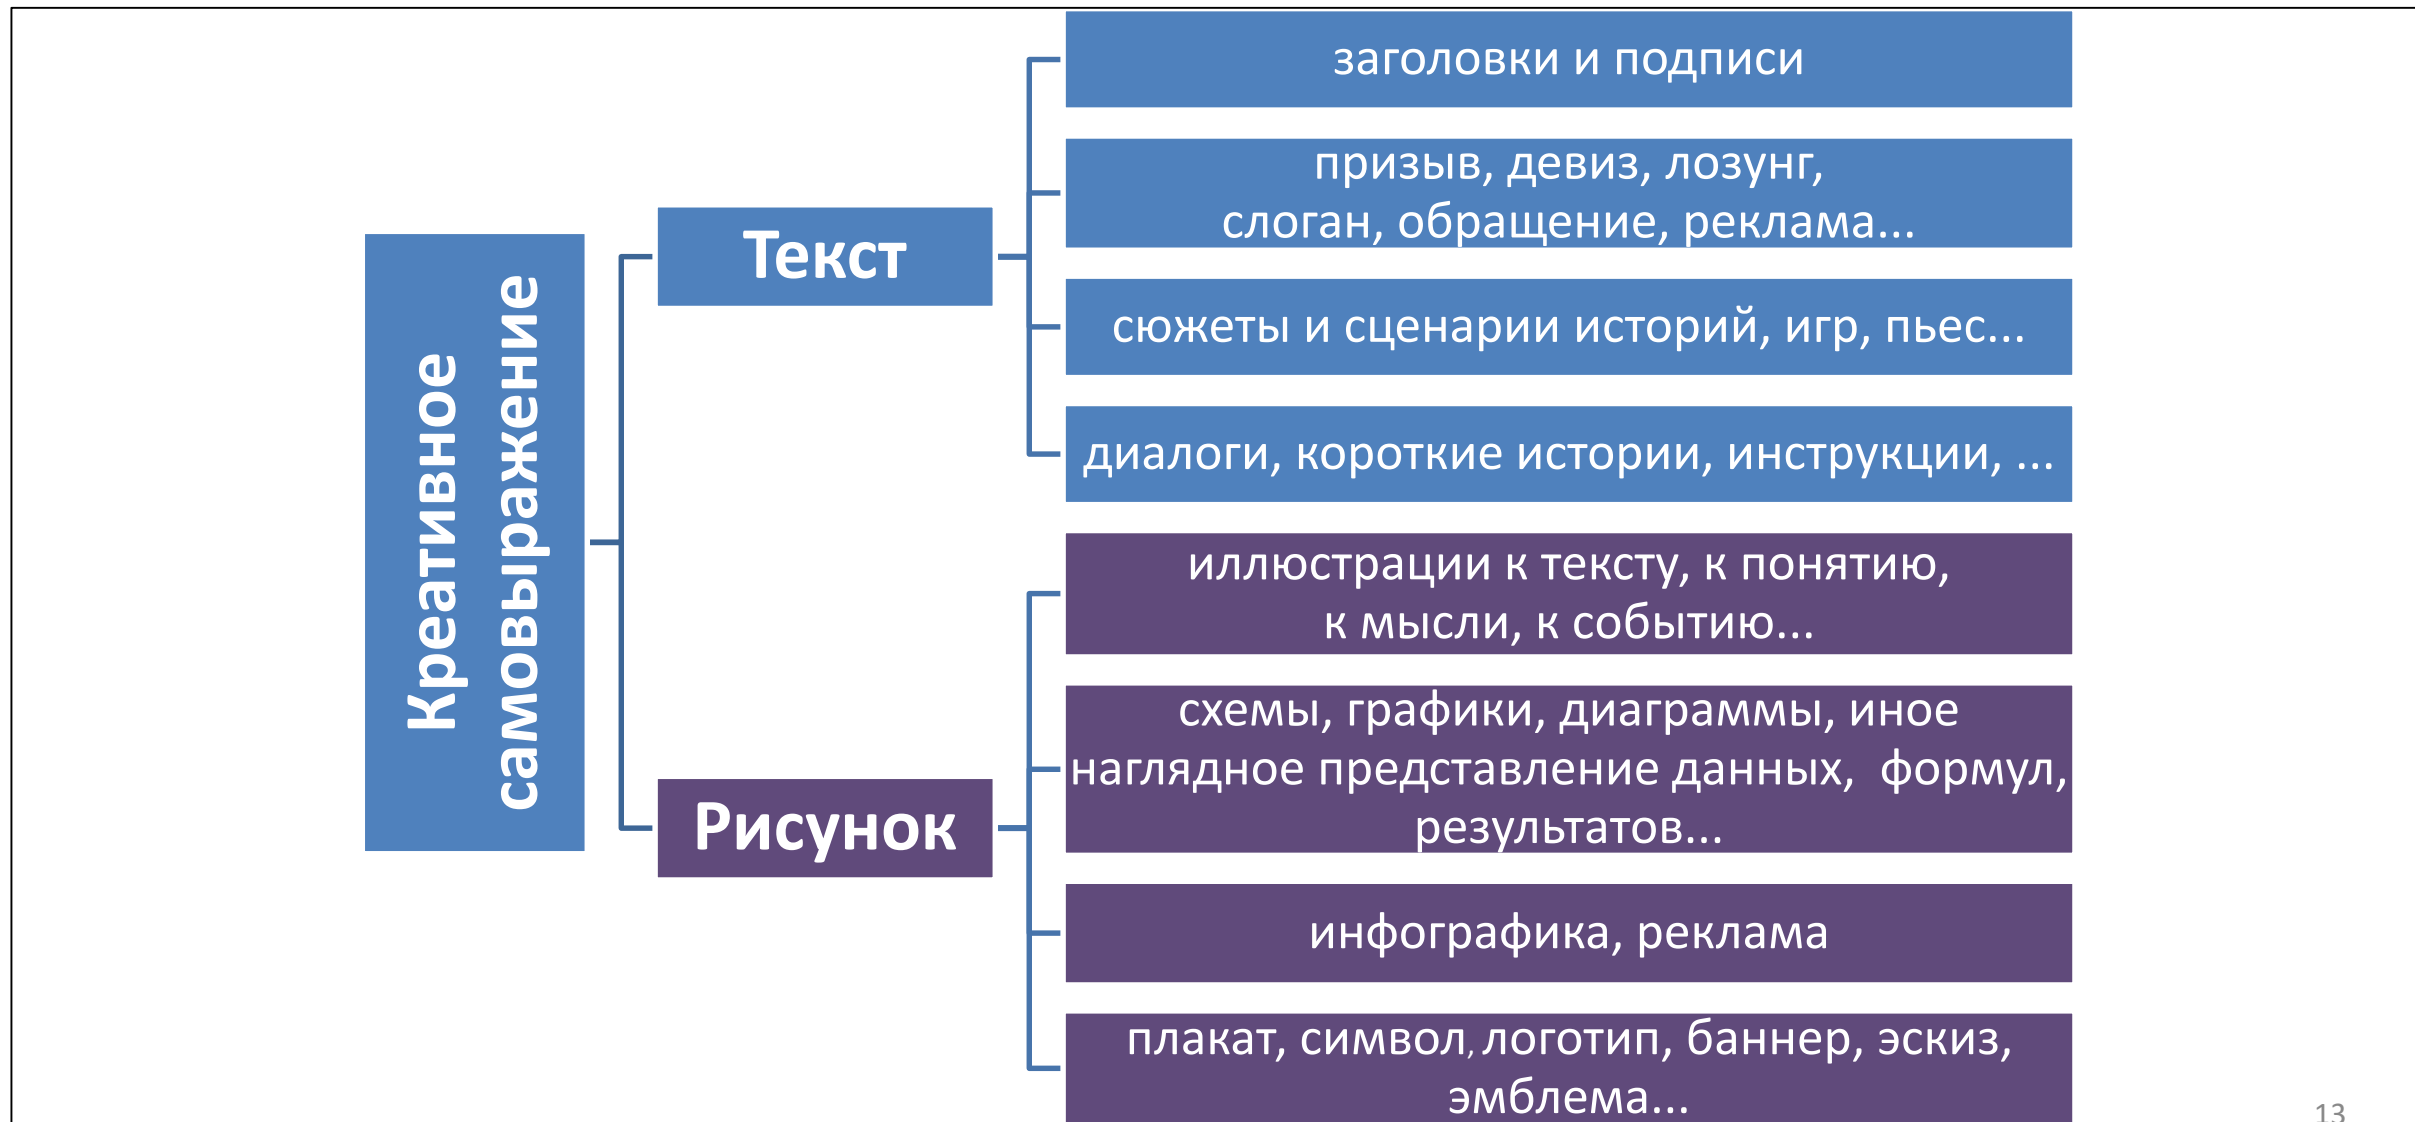 Креативное
самовыражение
Текст
заголовки и подписи
призыв, девиз, лозунг,
слоган, обращение, реклама...
сюжеты и сценарии историй, игр, пьес...
диалоги, короткие истории, инструкции, ...
Рисунок
иллюстрации к тексту, к понятию,
к мысли, к событию...
схемы, графики, диаграммы, иное
наглядное представление данных,  формул,
результатов...
инфографика, реклама
плакат, символ, логотип, баннер, эскиз,
эмблема...
13